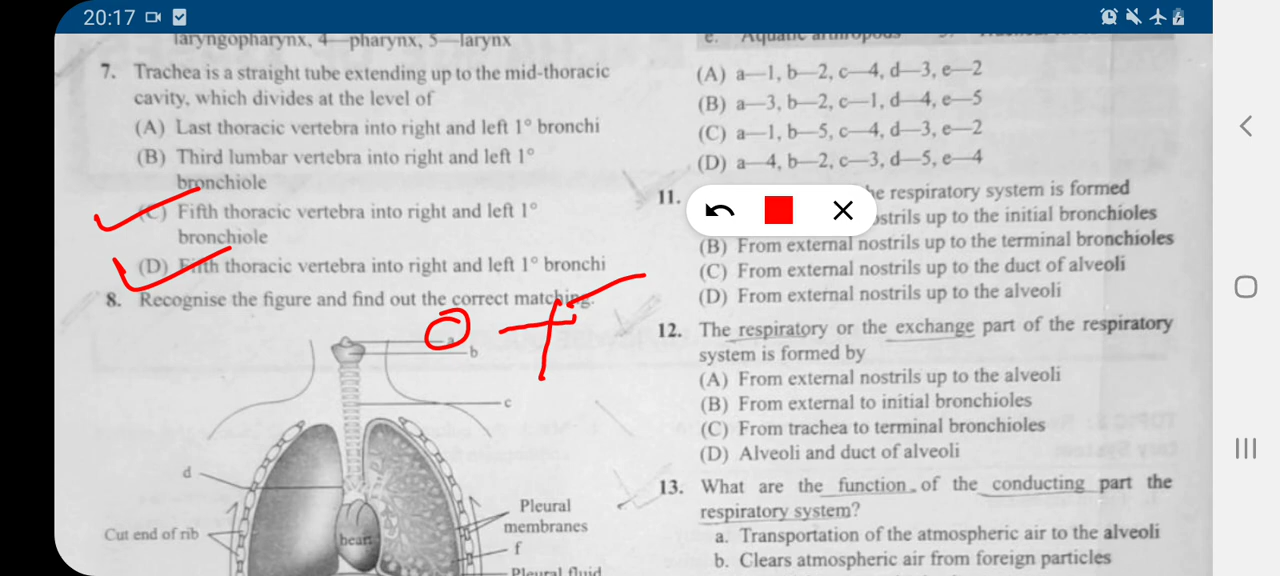 20:17
laryngopharynx, 4—pharynx, 5—larynx
7. Trachea is a straight tube extending up to the mid-thoracic
cavity, which divides at the level of
(A) Last thoracic vertebra into right and left 1° bronchi
(B) Third lumbar vertebra into right and left 1°
bronchiole
(C) Fifth thoracic vertebra into right and left 1°
bronchiole
(D) Fifth thoracic vertebra into right and left 1° bronchi
8. Recognise the figure and find out the correct matching.
a
b
c
d
Cut end of rib
heart
Pleural
membranes
f
Pleural fluid
e. Aquatic arthropods
(A) a—1, b—2, c—4, d—3, e—2
(B) a—3, b—2, c—1, d—4, e—5
(C) a—1, b—5, c—4, d—3, e—2
(D) a—4, b—2, c—3, d—5, e—4
11. respiratory system is formed
up to the initial bronchioles
(B) From external nostrils up to the terminal bronchioles
(C) From external nostrils up to the duct of alveoli
(D) From external nostrils up to the alveoli
12. The respiratory or the exchange part of the respiratory
system is formed by
(A) From external nostrils up to the alveoli
(B) From external to initial bronchioles
(C) From trachea to terminal bronchioles
(D) Alveoli and duct of alveoli
13. What are the function of the conducting part the
respiratory system?
a. Transportation of the atmospheric air to the alveoli
b. Clears atmospheric air from foreign particles